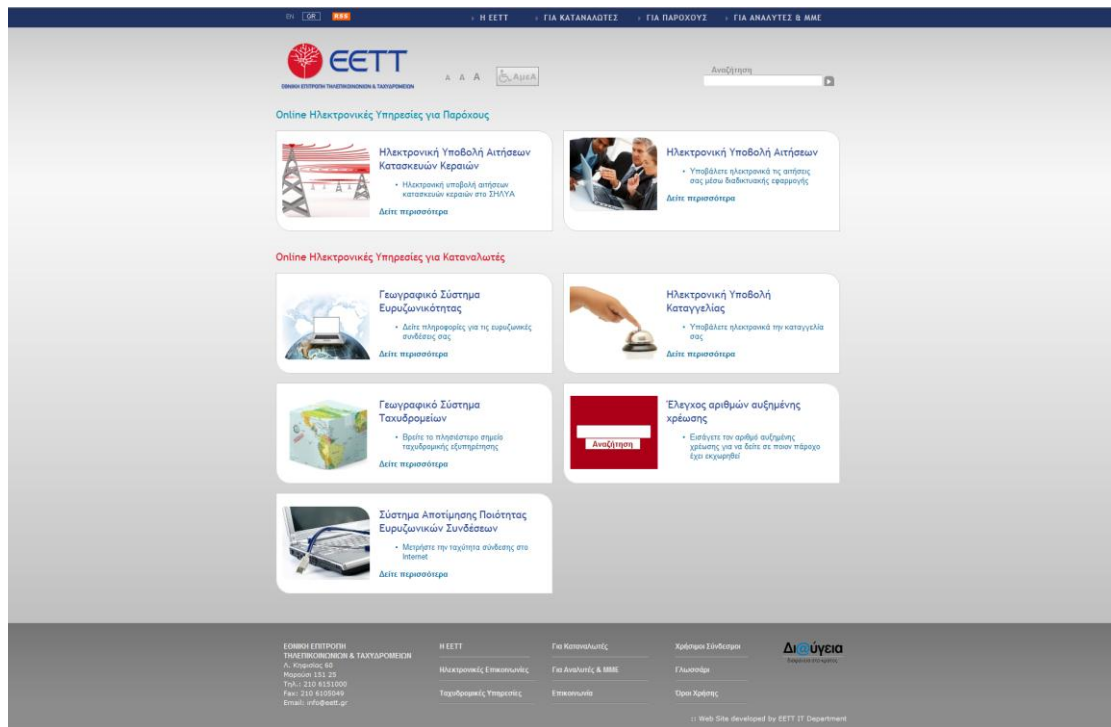 EN GR RSS
Η ΕΕΤΤ
ΓΙΑ ΚΑΤΑΝΑΛΩΤΕΣ
ΓΙΑ ΠΑΡΟΧΟΥΣ
ΓΙΑ ΑΝΑΛΥΤΕΣ & ΜΜΕ
ΕΕΤΤ
ΕΘΝΙΚΗ ΕΠΙΤΡΟΠΗ ΤΗΛΕΠΙΚΟΙΝΩΝΙΩΝ & ΤΑΧΥΔΡΟΜΕΙΩΝ
A A A
ΑμεΑ
Αναζήτηση
Online Ηλεκτρονικές Υπηρεσίες για Παρόχους
Ηλεκτρονική Υποβολή Αιτήσεων
Κατασκευών Κεραιών
• Ηλεκτρονική υποβολή αιτήσεων
κατασκευών κεραιών στο ΣΗΛΥΑ
Δείτε περισσότερα
Ηλεκτρονική Υποβολή Αιτήσεων
• Υποβάλετε ηλεκτρονικά τις αιτήσεις
σας μέσω διαδικτυακής εφαρμογής
Δείτε περισσότερα
Online Ηλεκτρονικές Υπηρεσίες για Καταναλωτές
Γεωγραφικό Σύστημα
Ευρυζωνικότητας
• Δείτε πληροφορίες για τις ευρυζωνικές
συνδέσεις σας
Δείτε περισσότερα
Ηλεκτρονική Υποβολή
Καταγγελίας
• Υποβάλετε ηλεκτρονικά την καταγγελία
σας
Δείτε περισσότερα
Γεωγραφικό Σύστημα
Ταχυδρομείων
• Βρείτε το πλησιέστερο σημείο
ταχυδρομικής εξυπηρέτησης
Δείτε περισσότερα
Αναζήτηση
Έλεγχος αριθμών αυξημένης
χρέωσης
• Εισάγετε τον αριθμό αυξημένης
χρέωσης για να δείτε σε ποιον πάροχο
έχει εκχωρηθεί
Σύστημα Αποτίμησης Ποιότητας
Ευρυζωνικών Συνδέσεων
• Μετρήστε την ταχύτητα σύνδεσης στο
Internet
Δείτε περισσότερα
ΕΘΝΙΚΗ ΕΠΙΤΡΟΠΗ
ΤΗΛΕΠΙΚΟΙΝΩΝΙΩΝ & ΤΑΧΥΔΡΟΜΕΙΩΝ
Λ. Κηφισίας 60
Μαρούσι 151 25
Τηλ.: 210 6151000
Fax: 210 6105049
Email: info@eett.gr
Η ΕΕΤΤ
Ηλεκτρονικές Επικοινωνίες
Ταχυδρομικές Υπηρεσίες
Για Καταναλωτές
Για Αναλυτές & ΜΜΕ
Επικοινωνία
Χρήσιμοι Σύνδεσμοι
Γλωσσάρι
Όροι Χρήσης
Δι@ύγεια
διαφάνεια στο κράτος
:: Web Site developed by EETT IT Department